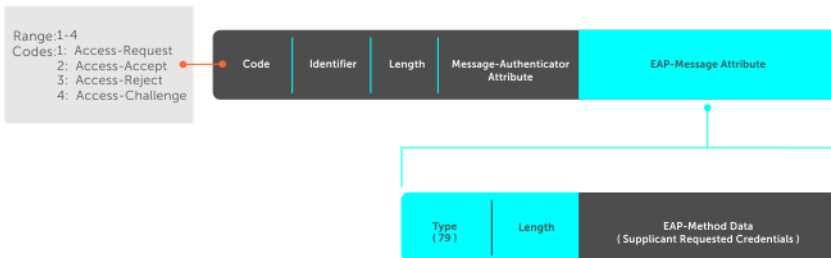 Range:1-4
Codes:1: Access-Request
2: Access-Accept
3: Access-Reject
4: Access-Challenge
Code
Identifier
Length
Message-Authenticator
Attribute
EAP-Message Attribute
Type
( 79 )
Length
EAP-Method Data
( Supplicant Requested Credentials )